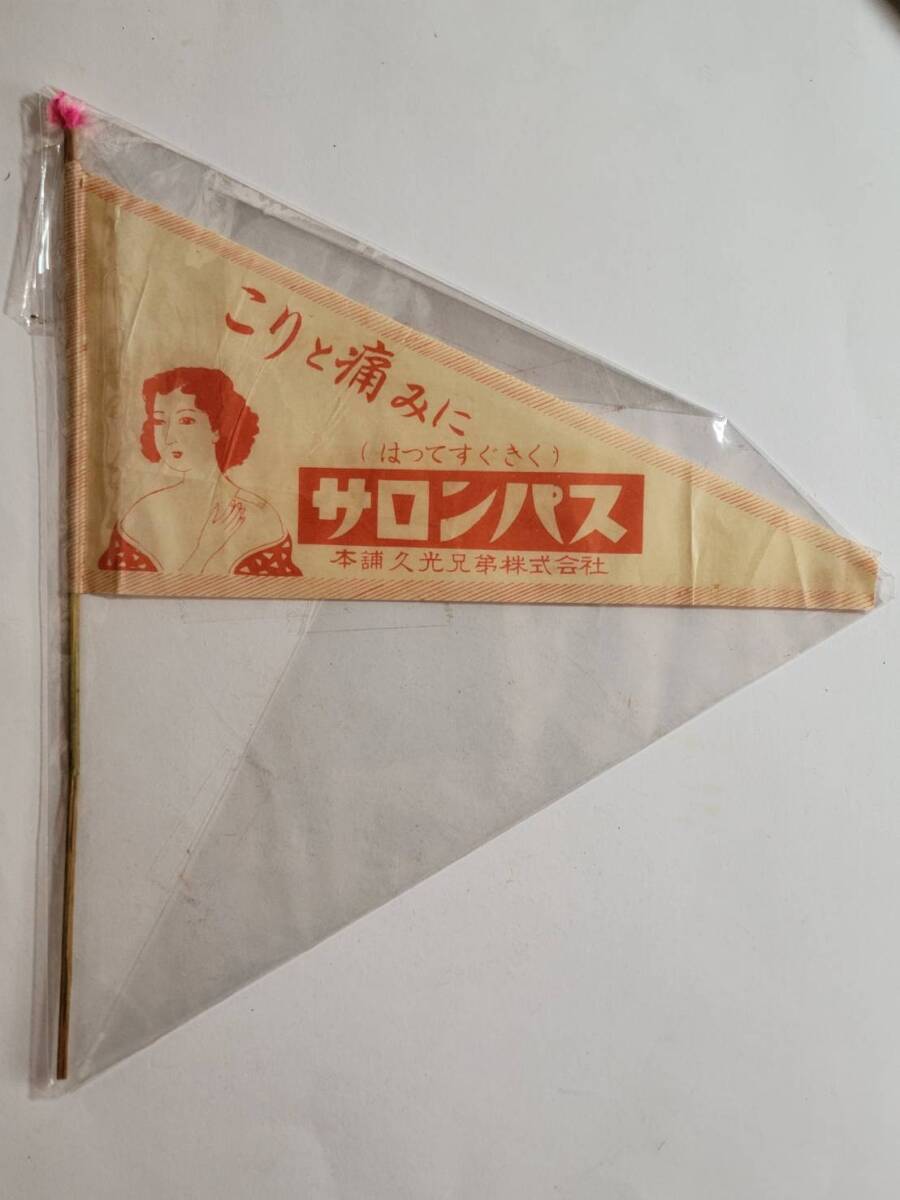 こりと痛みに
(はってすぐきく)
サロンパス
本舗久光兄弟株式会社